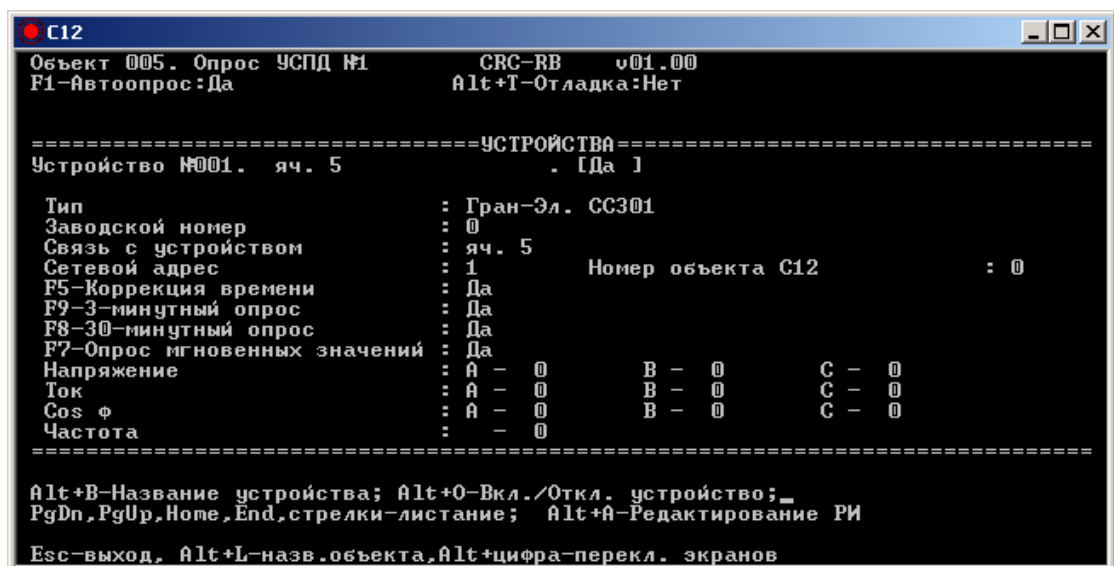 C12
Объект 005. Опрос УСПД №1 CRC-RB v01.00
F1-Автоопрос:Да Alt+T-Отладка:Нет
=================================УСТРОЙСТВА===================================
Устройство №001. яч. 5 . [Да ]
Тип : Гран-Эл. СС301
Заводской номер : 0
Связь с устройством : яч. 5
Сетевой адрес : 1 Номер объекта С12 : 0
F5-Коррекция времени : Да
F9-3-минутный опрос : Да
F8-30-минутный опрос : Да
F7-Опрос мгновенных значений : Да
Напряжение : A - 0 B - 0 C - 0
Ток : A - 0 B - 0 C - 0
Cos φ : A - 0 B - 0 C - 0
Частота : - 0
==============================================================================
Alt+B-Название устройства; Alt+O-Вкл./Откл. устройство;_
PgDn,PgUp,Home,End,стрелки-листание; Alt+A-Редактирование РИ
Esc-выход, Alt+L-назв.объекта,Alt+цифра-перекл. экранов